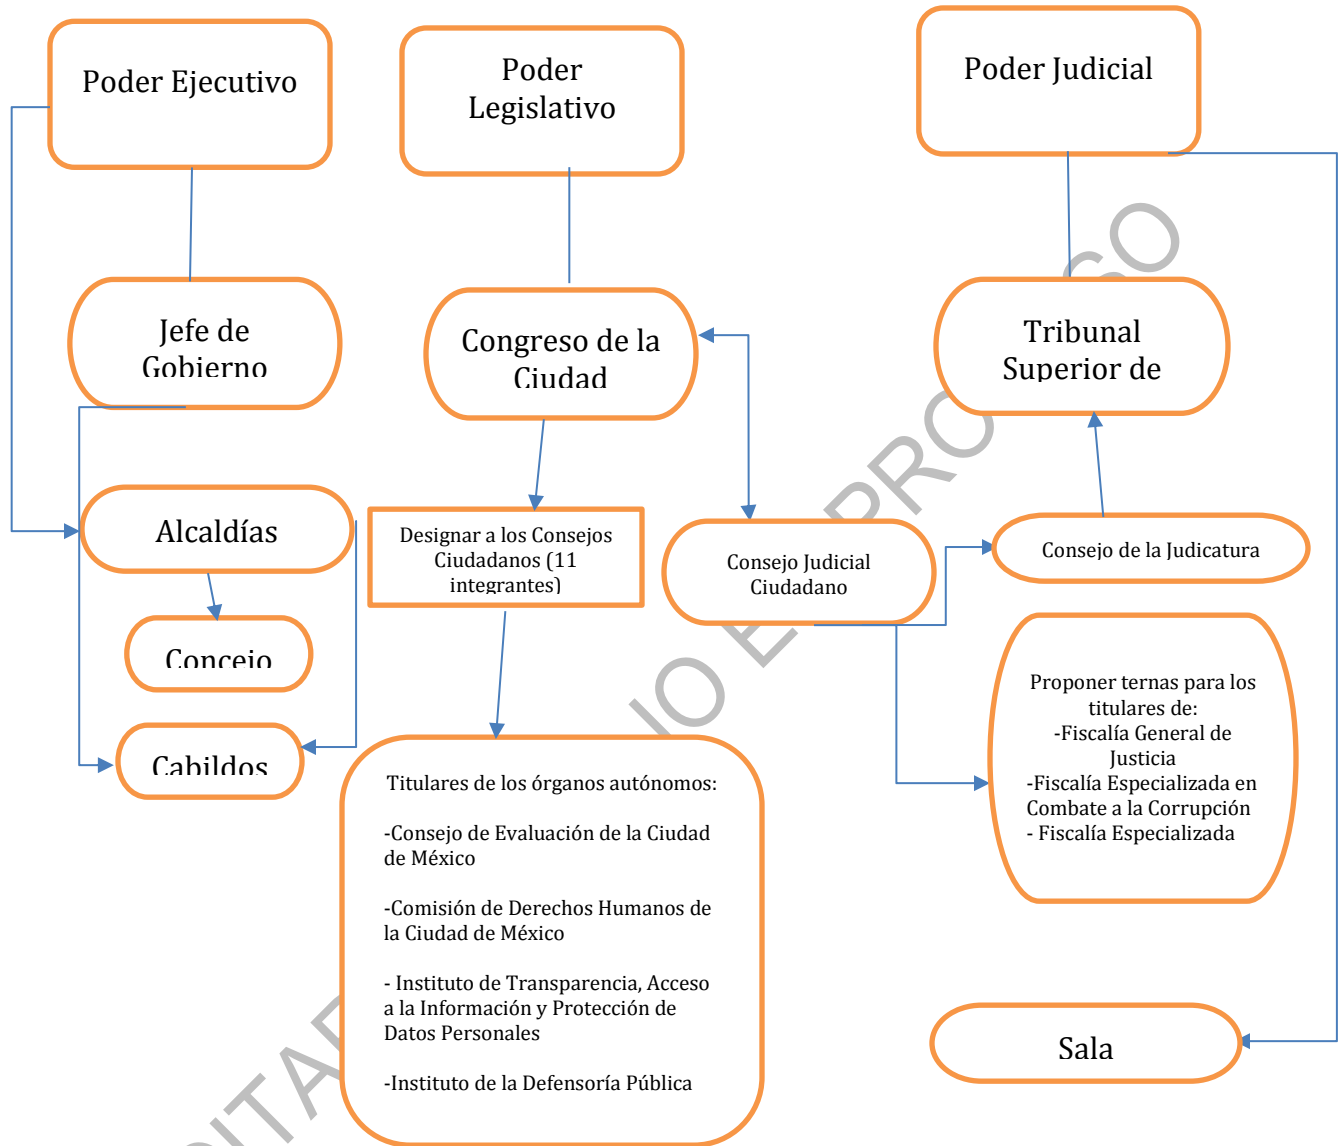 Poder Ejecutivo
Poder
Legislativo
Poder Judicial
Jefe de
Gobierno
Congreso de la
Ciudad
Tribunal
Superior de
Alcaldías
Designar a los Consejos
Ciudadanos (11
integrantes)
Consejo Judicial
Ciudadano
Consejo de la Judicatura
Concejo
Cabildos
Proponer ternas para los
titulares de:
-Fiscalía General de
Justicia
-Fiscalía Especializada en
Combate a la Corrupción
- Fiscalía Especializada
Titulares de los órganos autónomos:
-Consejo de Evaluación de la Ciudad
de México
-Comisión de Derechos Humanos de
la Ciudad de México
- Instituto de Transparencia, Acceso
a la Información y Protección de
Datos Personales
-Instituto de la Defensoría Pública
Sala